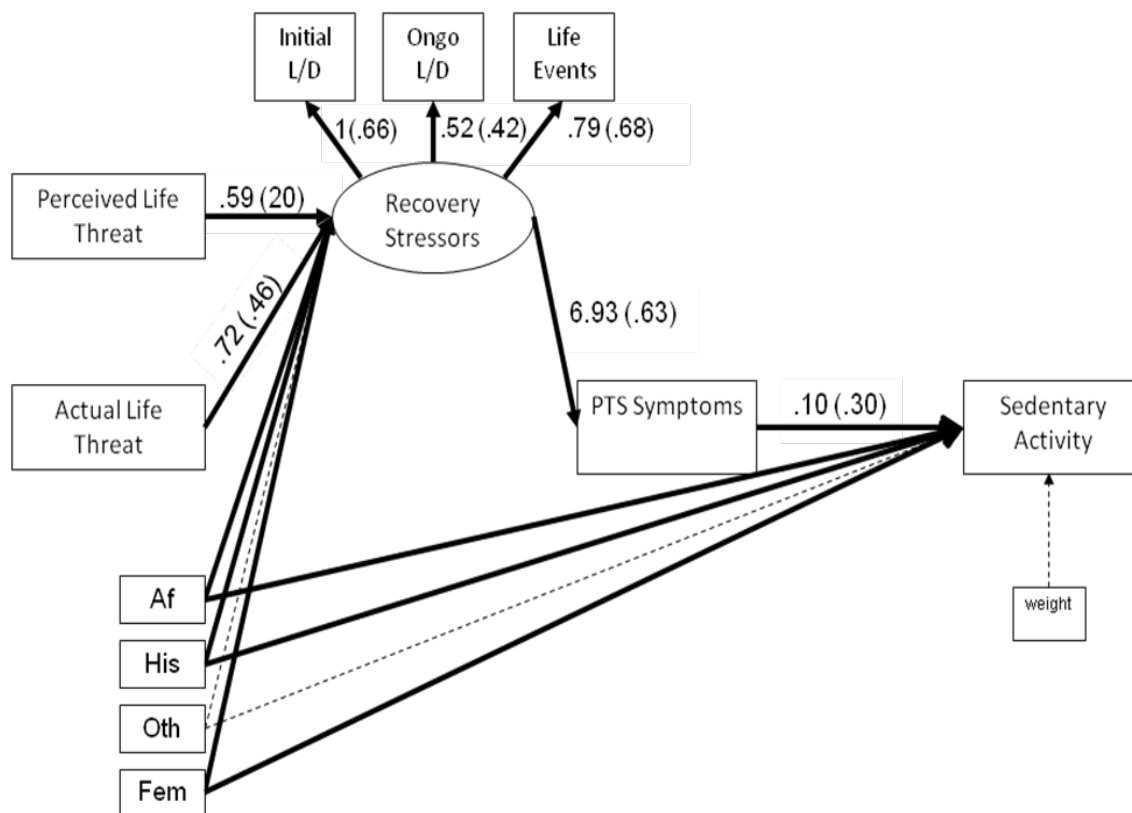 Initial
L/D
Ongo
L/D
Life
Events
1(.66)
.52 (.42)
.79 (.68)
Perceived Life
Threat
.59 (20)
Recovery
Stressors
.72 (.46)
6.93 (.63)
Actual Life
Threat
PTS Symptoms
.10 (.30)
Sedentary
Activity
Af
weight
His
Oth
Fem